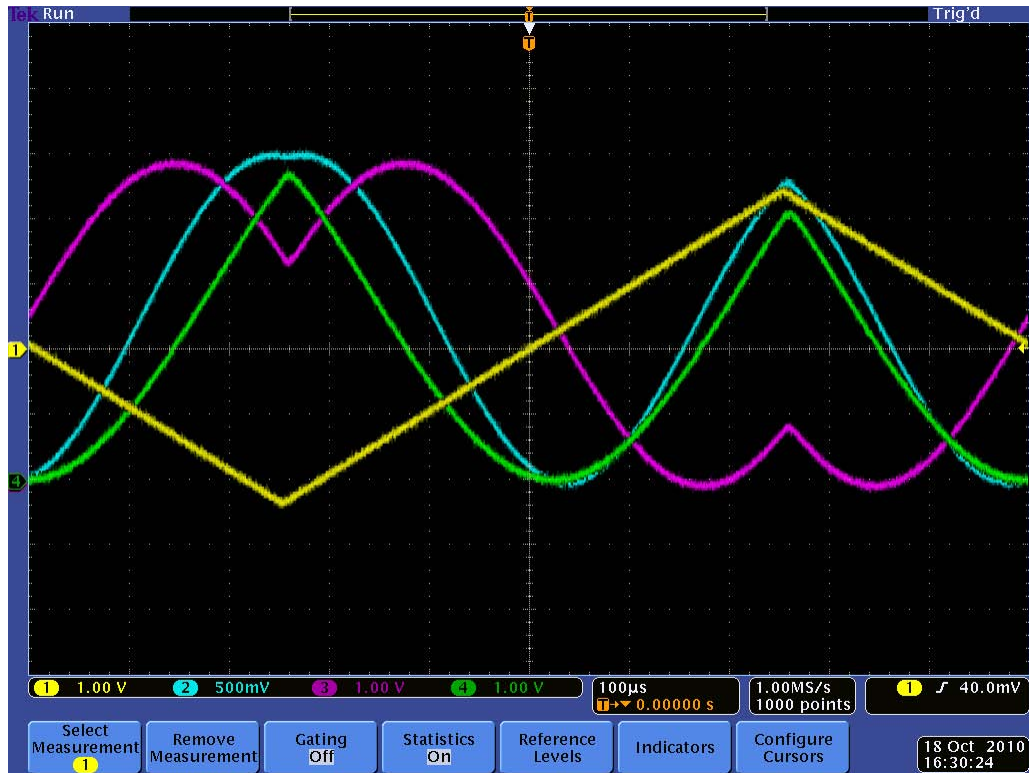 Tek Run Trig'd
T
T
1
4
1 1.00 V 2 500mV 3 1.00 V 4 1.00 V
100µs
T 0.00000 s
1.00MS/s
1000 points
1 40.0mV
Select
Measurement
1
Remove
Measurement
Gating
Off
Statistics
On
Reference
Levels
Indicators
Configure
Cursors
18 Oct 2010
16:30:24